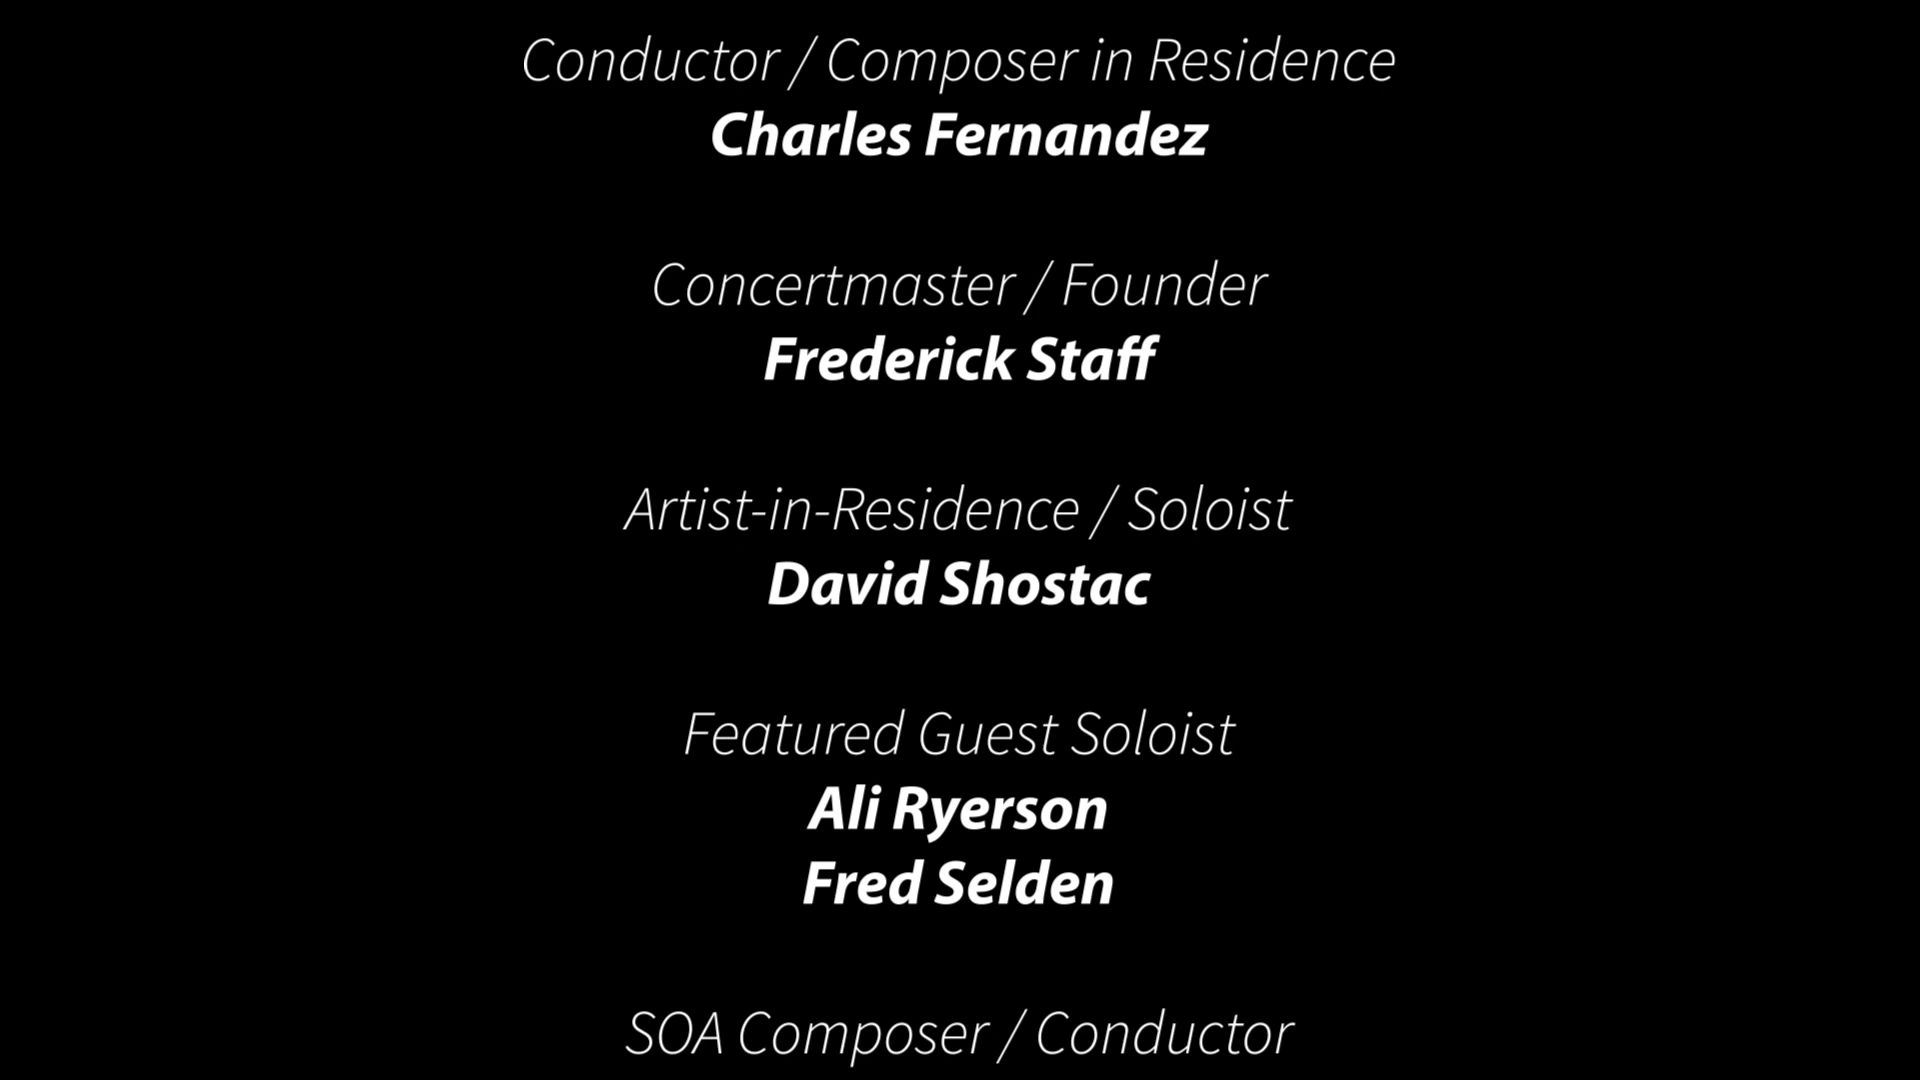 Conductor / Composer in Residence
Charles Fernandez
Concertmaster / Founder
Frederick Staff
Artist-in-Residence / Soloist
David Shostac
Featured Guest Soloist
Ali Ryerson
Fred Selden
SOA Composer / Conductor